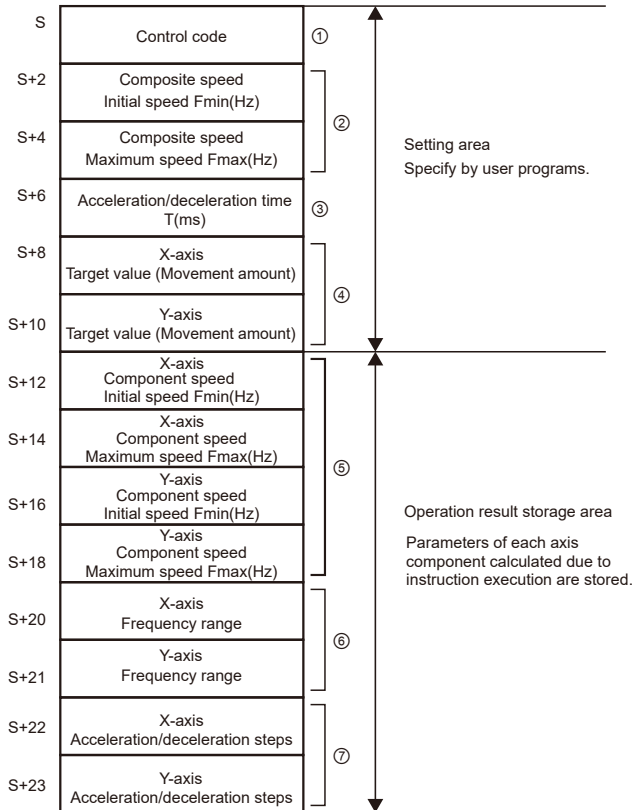 S
Control code
①
S+2
Composite speed
Initial speed Fmin(Hz)
②
S+4
Composite speed
Maximum speed Fmax(Hz)
Setting area
Specify by user programs.
S+6
Acceleration/deceleration time
T(ms)
③
S+8
X-axis
Target value (Movement amount)
④
S+10
Y-axis
Target value (Movement amount)
S+12
X-axis
Component speed
Initial speed Fmin(Hz)
S+14
X-axis
Component speed
Maximum speed Fmax(Hz)
⑤
S+16
Y-axis
Component speed
Initial speed Fmin(Hz)
Operation result storage area
S+18
Y-axis
Component speed
Maximum speed Fmax(Hz)
Parameters of each axis
component calculated due to
instruction execution are stored.
S+20
X-axis
Frequency range
⑥
S+21
Y-axis
Frequency range
S+22
X-axis
Acceleration/deceleration steps
⑦
S+23
Y-axis
Acceleration/deceleration steps